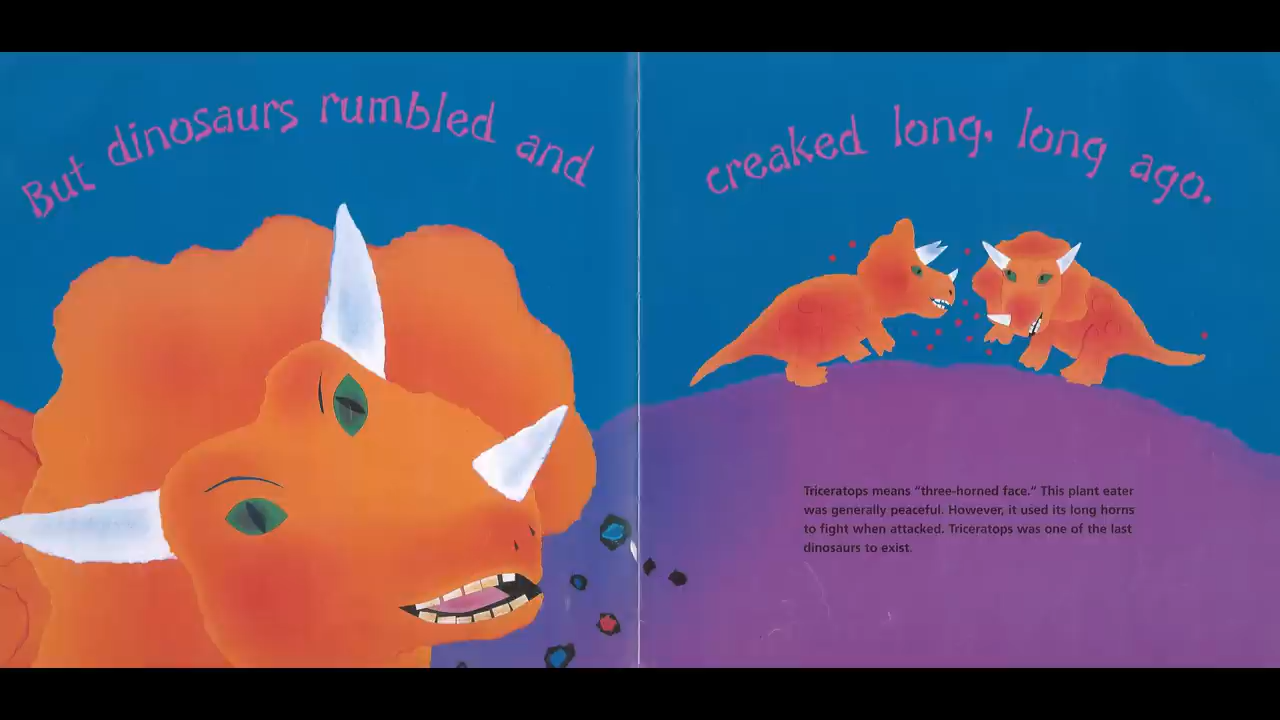 But dinosaurs rumbled and
creaked long, long ago.
Triceratops means “three-horned face.” This plant eater
was generally peaceful. However, it used its long horns
to fight when attacked. Triceratops was one of the last
dinosaurs to exist.